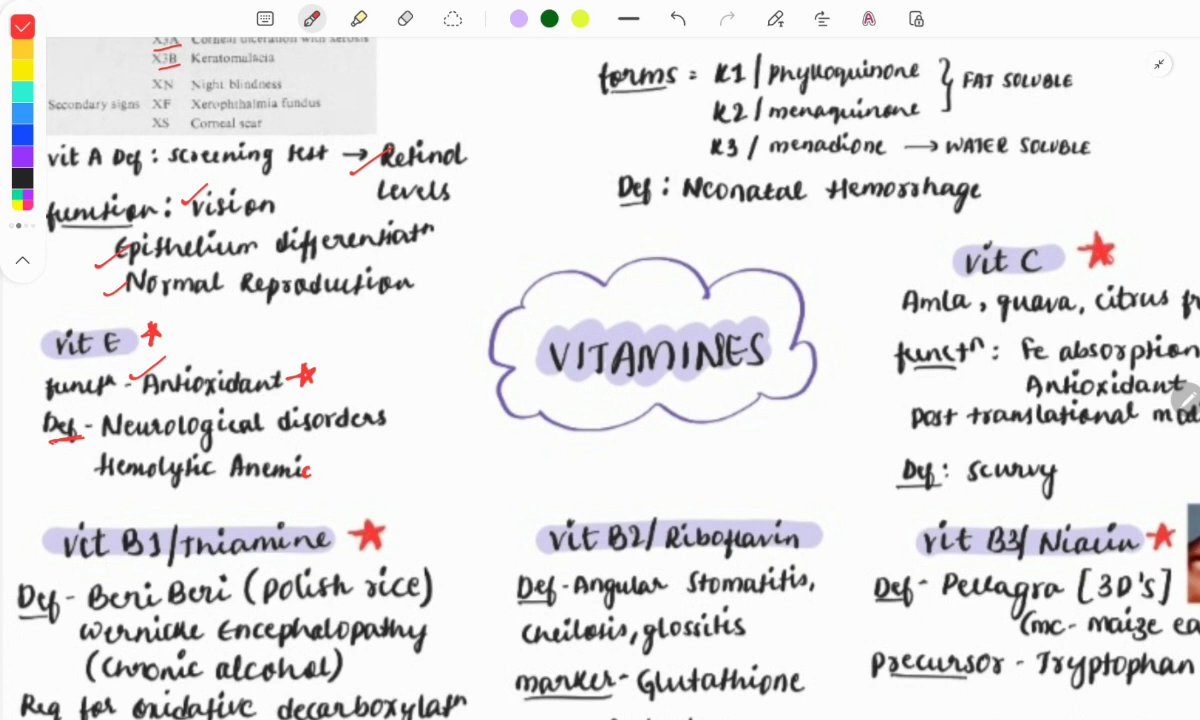 X3A Corneal ulceration with xerosis
X3B Keratomalacia
XN Night blindness
Secondary signs XF Xerophthalmia fundus
XS Corneal scar
vit A Def : screening test → Retinol
Levels
function : vision
Epithelium differentiatⁿ
Normal Reproduction
vit E
functⁿ - Antioxidant
Def - Neurological disorders
Hemolytic Anemic
forms : K1 / Phylloquinone
K2 / menaquinone
} FAT SOLUBLE
K3 / menadione → WATER SOLUBLE
Def : Neonatal Hemorrhage
VITAMINES
vit C
Amla , guava, citrus fr
functⁿ : Fe absorption
Antioxidant
Post translational mod
Def : scurvy
vit B1/Thiamine
Def - Beri Beri (polish rice)
Wernicke Encephalopathy
(chronic alcohol)
Req for oxidative decarboxylatⁿ
vit B2/ Riboflavin
Def - Angular Stomatitis,
cheilosis, glossitis
marker - Glutathione
vit B3/ Niacin
Def - Pellagra [3D's]
(mc - maize ea
Precursor - Tryptophan